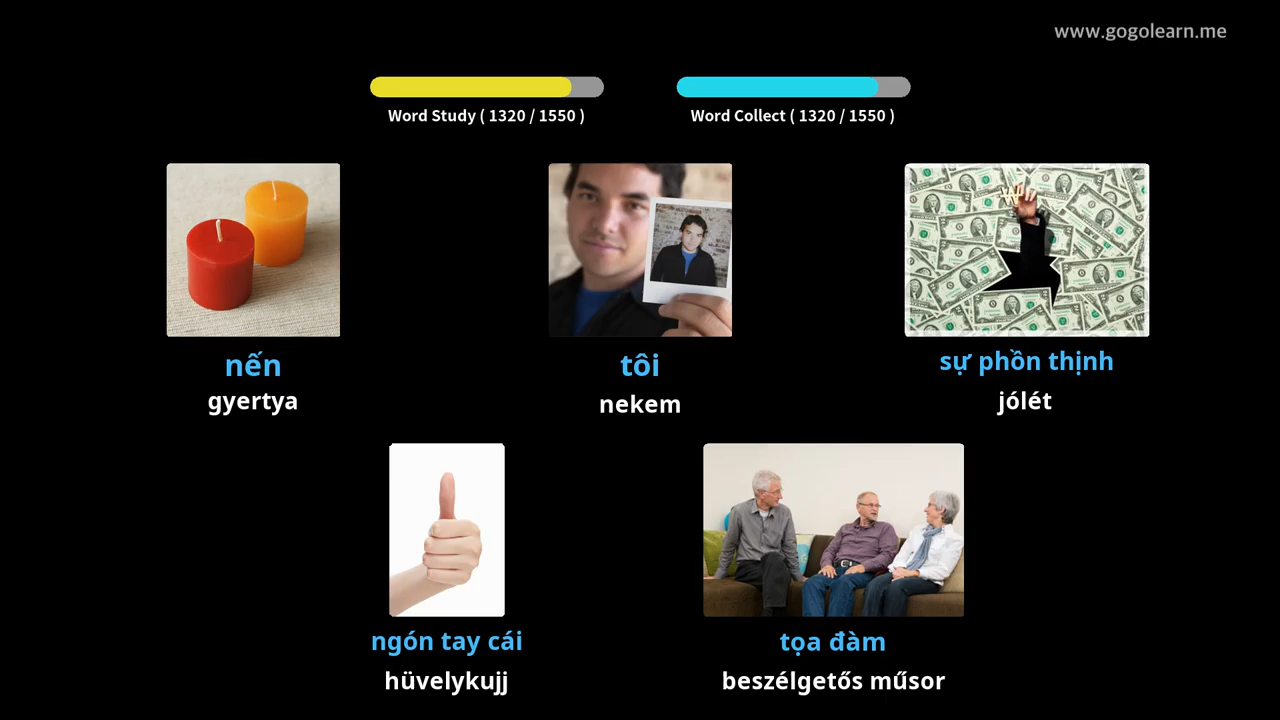 www.gogolearn.me
Word Study ( 1320 / 1550 )
Word Collect ( 1320 / 1550 )
nến
gyertya
tôi
nekem
sự phồn thịnh
jólét
ngón tay cái
hüvelykujj
tọa đàm
beszélgetős műsor